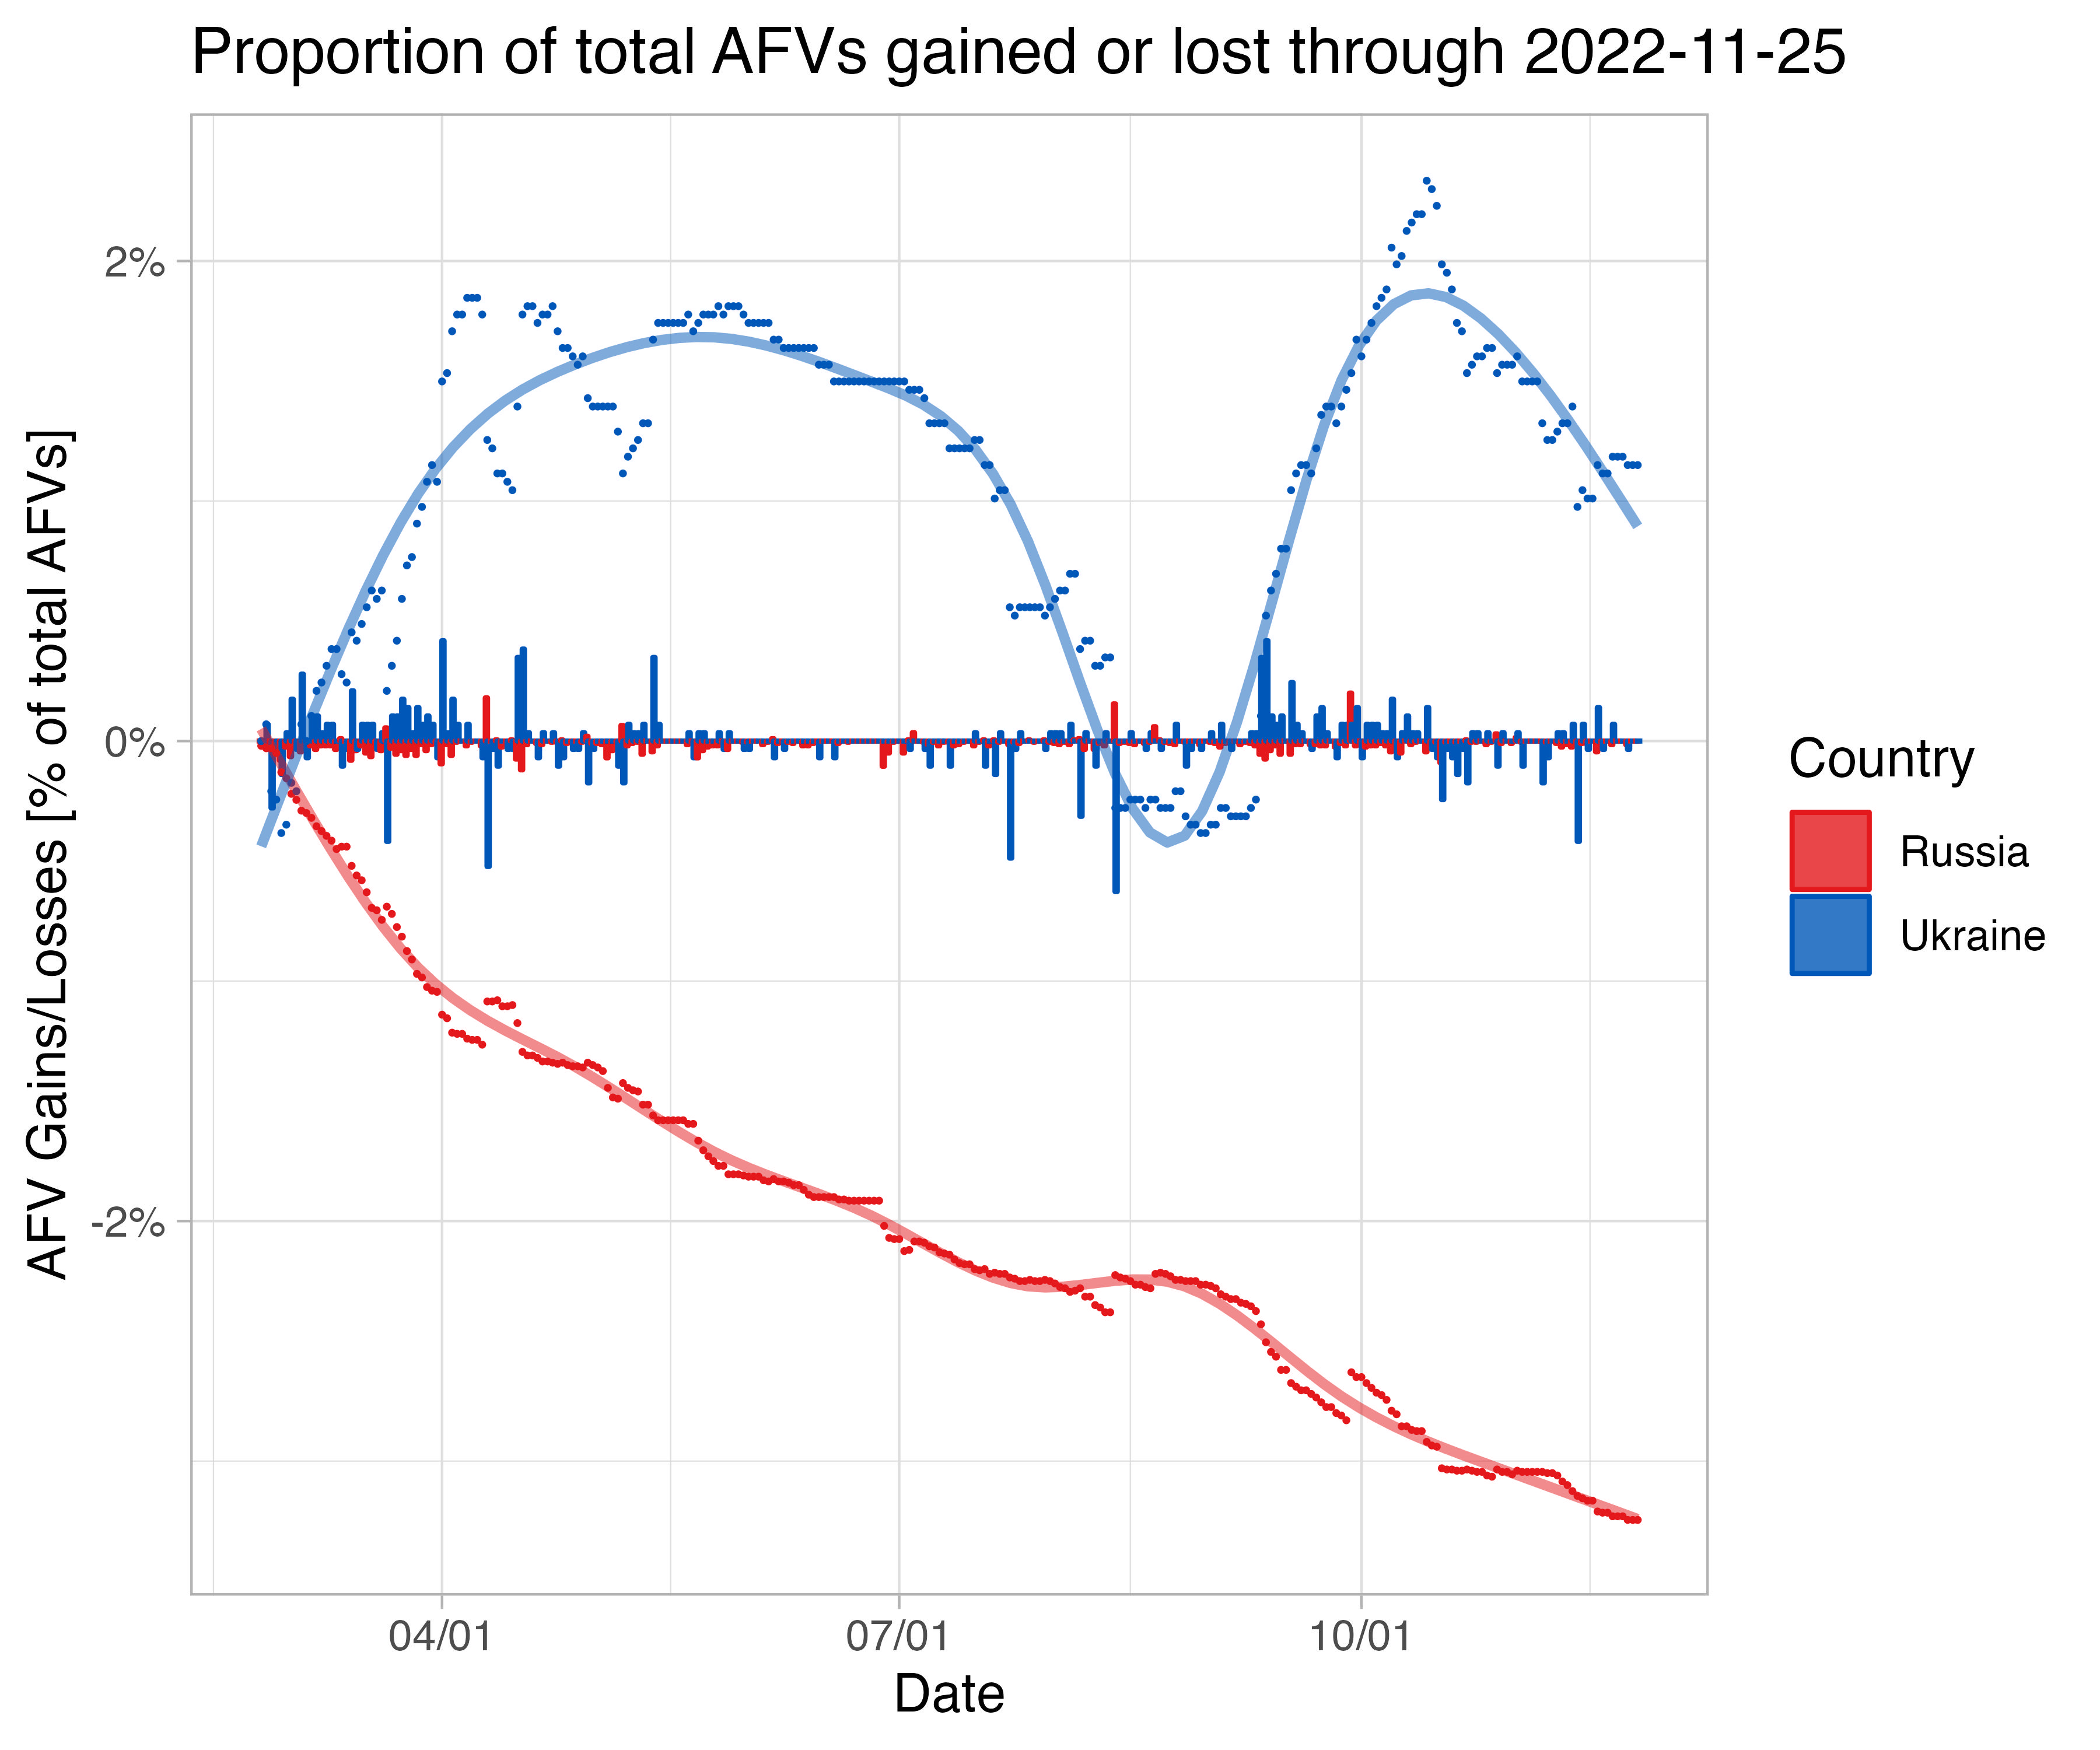 Proportion of total AFVs gained or lost through 2022-11-25
AFV Gains/Losses [% of total AFVs]
2%
0%
-2%
04/01
07/01
10/01
Date
Country
Russia
Ukraine